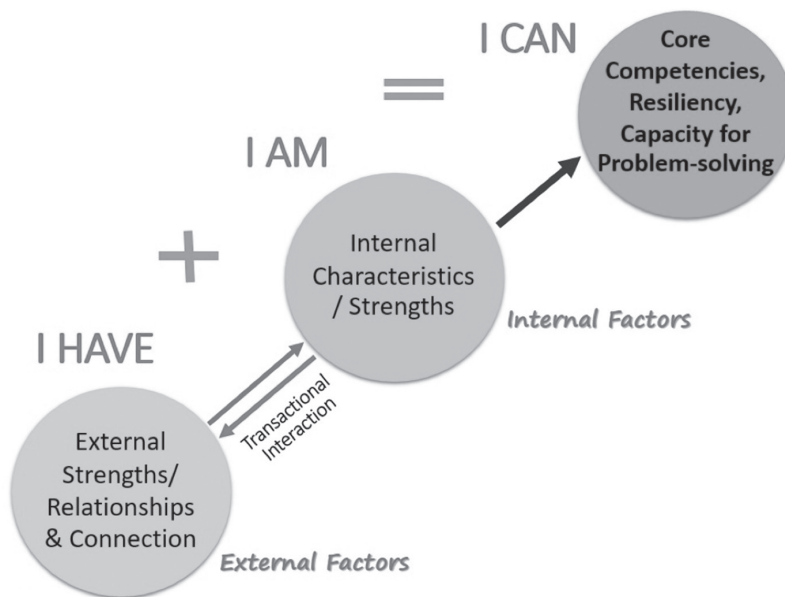 I CAN
Core
Competencies,
Resiliency,
Capacity for
Problem-solving
=
I AM
Internal
Characteristics
/ Strengths
Internal Factors
+
I HAVE
Transactional
Interaction
External
Strengths/
Relationships
& Connection
External Factors